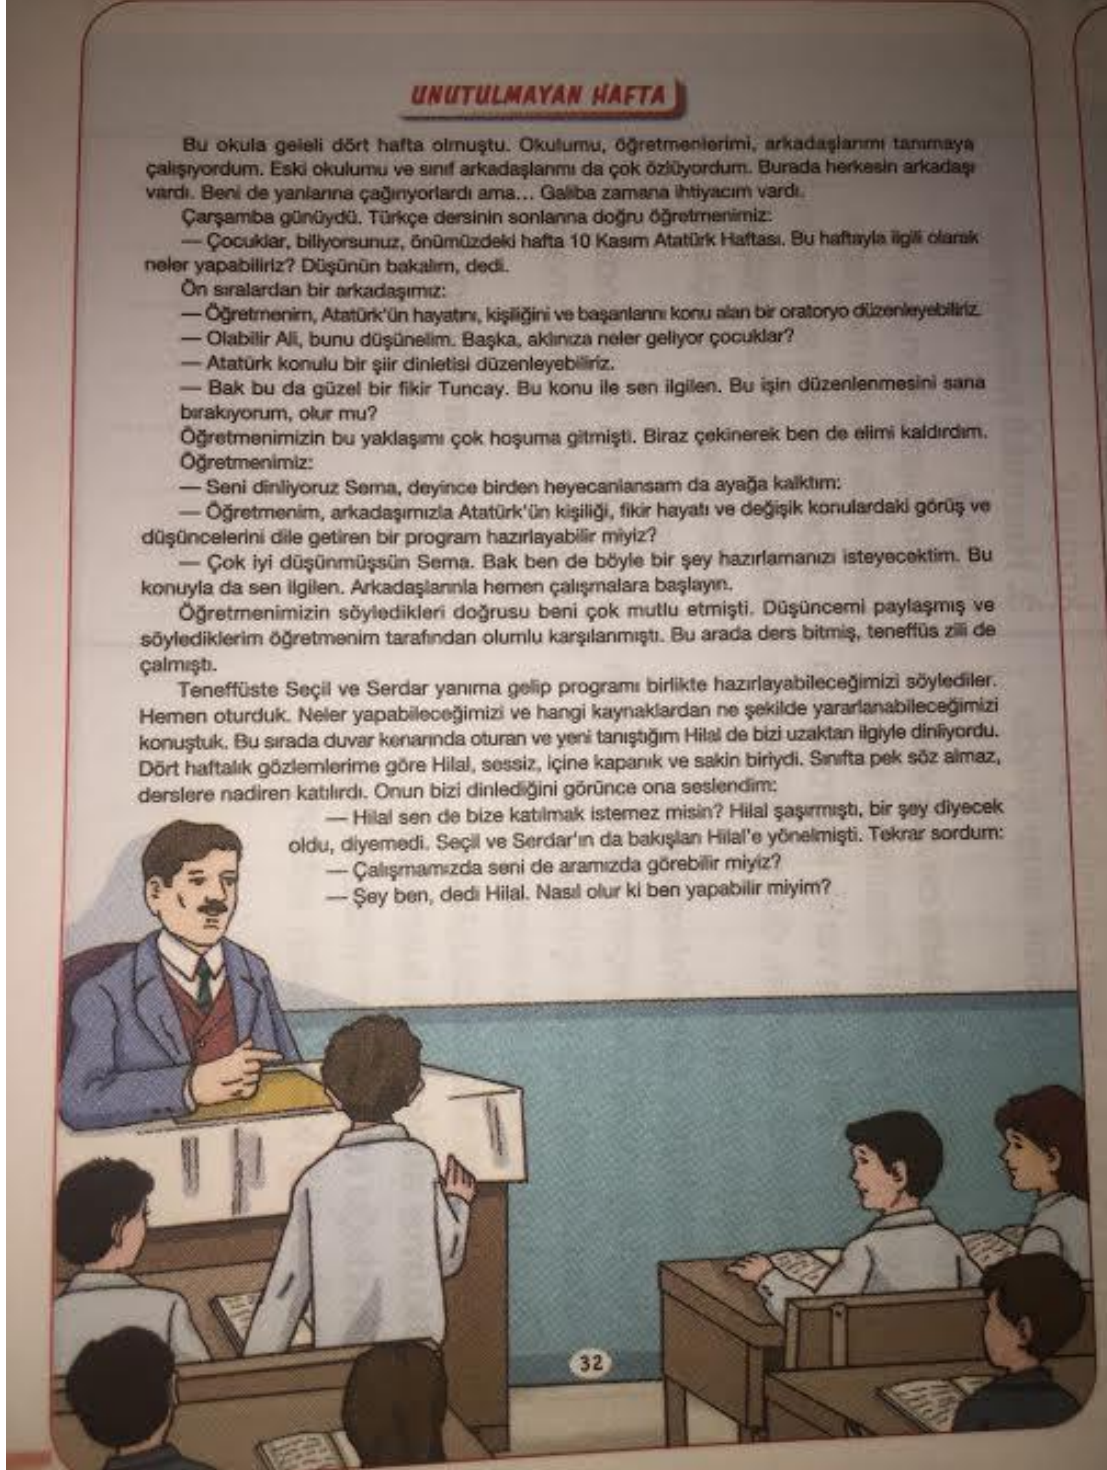 UNUTULMAYAN HAFTA
Bu okula geleli dört hafta olmuştu. Okulumu, öğretmenlerimi, arkadaşlarımı tanımaya
çalışıyordum. Eski okulumu ve sınıf arkadaşlarımı da çok özlüyordum. Burada herkesin arkadaşı
vardı. Beni de yanlarına çağırıyorlardı ama... Galiba zamana ihtiyacım vardı.
Çarşamba günüydü. Türkçe dersinin sonlarına doğru öğretmenimiz:
— Çocuklar, biliyorsunuz, önümüzdeki hafta 10 Kasım Atatürk Haftası. Bu haftayla ilgili olarak
neler yapabiliriz? Düşünün bakalım, dedi.
Ön sıralardan bir arkadaşımız:
— Öğretmenim, Atatürk'ün hayatını, kişiliğini ve başarılarını konu alan bir oratoryo düzenleyebiliriz.
— Olabilir Ali, bunu düşünelim. Başka, aklınıza neler geliyor çocuklar?
— Atatürk konulu bir şiir dinletisi düzenleyebiliriz.
— Bak bu da güzel bir fikir Tuncay. Bu konu ile sen ilgilen. Bu işin düzenlenmesini sana
bırakıyorum, olur mu?
Öğretmenimizin bu yaklaşımı çok hoşuma gitmişti. Biraz çekinerek ben de elimi kaldırdım.
Öğretmenimiz:
— Seni dinliyoruz Sema, deyince birden heyecanlansam da ayağa kalktım:
— Öğretmenim, arkadaşımızla Atatürk'ün kişiliği, fikir hayatı ve değişik konulardaki görüş ve
düşüncelerini dile getiren bir program hazırlayabilir miyiz?
— Çok iyi düşünmüşsün Sema. Bak ben de böyle bir şey hazırlamanızı isteyecektim. Bu
konuyla da sen ilgilen. Arkadaşlarınla hemen çalışmalara başlayın.
Öğretmenimizin söyledikleri doğrusu beni çok mutlu etmişti. Düşüncemi paylaşmış ve
söylediklerim öğretmenim tarafından olumlu karşılanmıştı. Bu arada ders bitmiş, teneffüs zili de
çalmıştı.
Teneffüste Seçil ve Serdar yanıma gelip programı birlikte hazırlayabileceğimizi söylediler.
Hemen oturduk. Neler yapabileceğimizi ve hangi kaynaklardan ne şekilde yararlanabileceğimizi
konuştuk. Bu sırada duvar kenarında oturan ve yeni tanıştığım Hilal de bizi uzaktan ilgiyle dinliyordu.
Dört haftalık gözlemlerime göre Hilal, sessiz, içine kapanık ve sakin biriydi. Sınıfta pek söz almaz,
derslere nadiren katılırdı. Onun bizi dinlediğini görünce ona seslendim:
— Hilal sen de bize katılmak istemez misin? Hilal şaşırmıştı, bir şey diyecek
oldu, diyemedi. Seçil ve Serdar'ın da bakışları Hilal'e yönelmişti. Tekrar sordum:
— Çalışmamızda seni de aramızda görebilir miyiz?
— Şey ben, dedi Hilal. Nasıl olur ki ben yapabilir miyim?
32